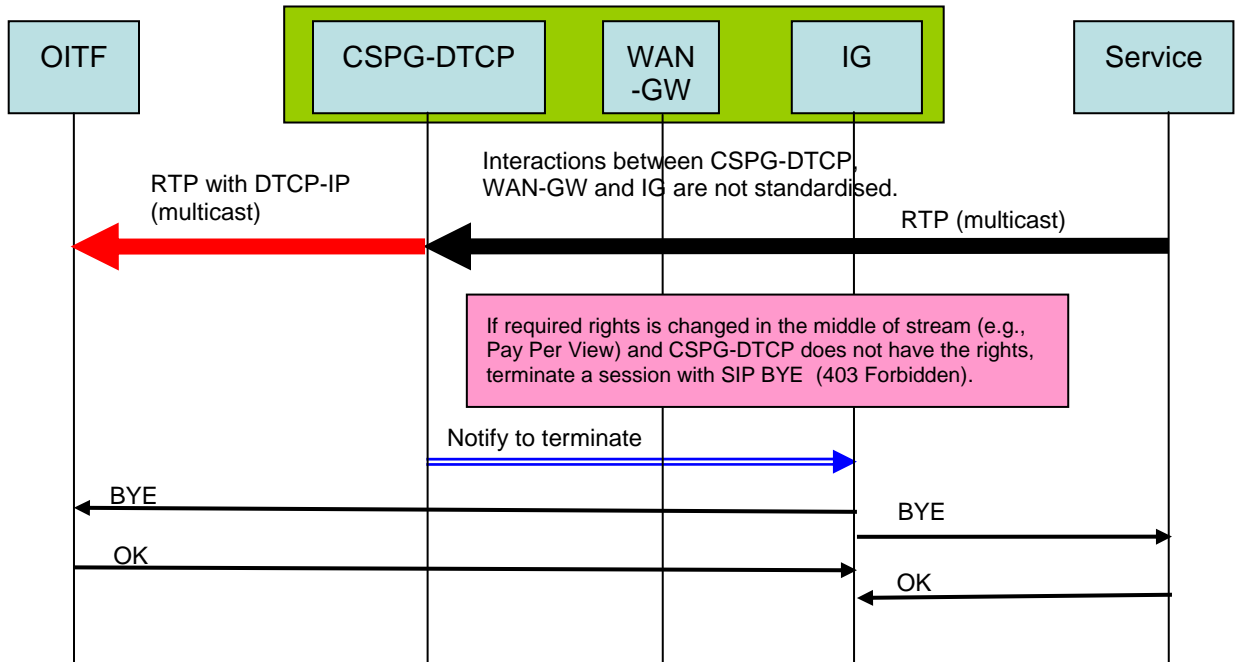 OITF
CSPG-DTCP
WAN
-GW
IG
Service
Interactions between CSPG-DTCP,
WAN-GW and IG are not standardised.
RTP with DTCP-IP
(multicast)
RTP (multicast)
If required rights is changed in the middle of stream (e.g.,
Pay Per View) and CSPG-DTCP does not have the rights,
terminate a session with SIP BYE  (403 Forbidden).
Notify to terminate
BYE
BYE
OK
OK